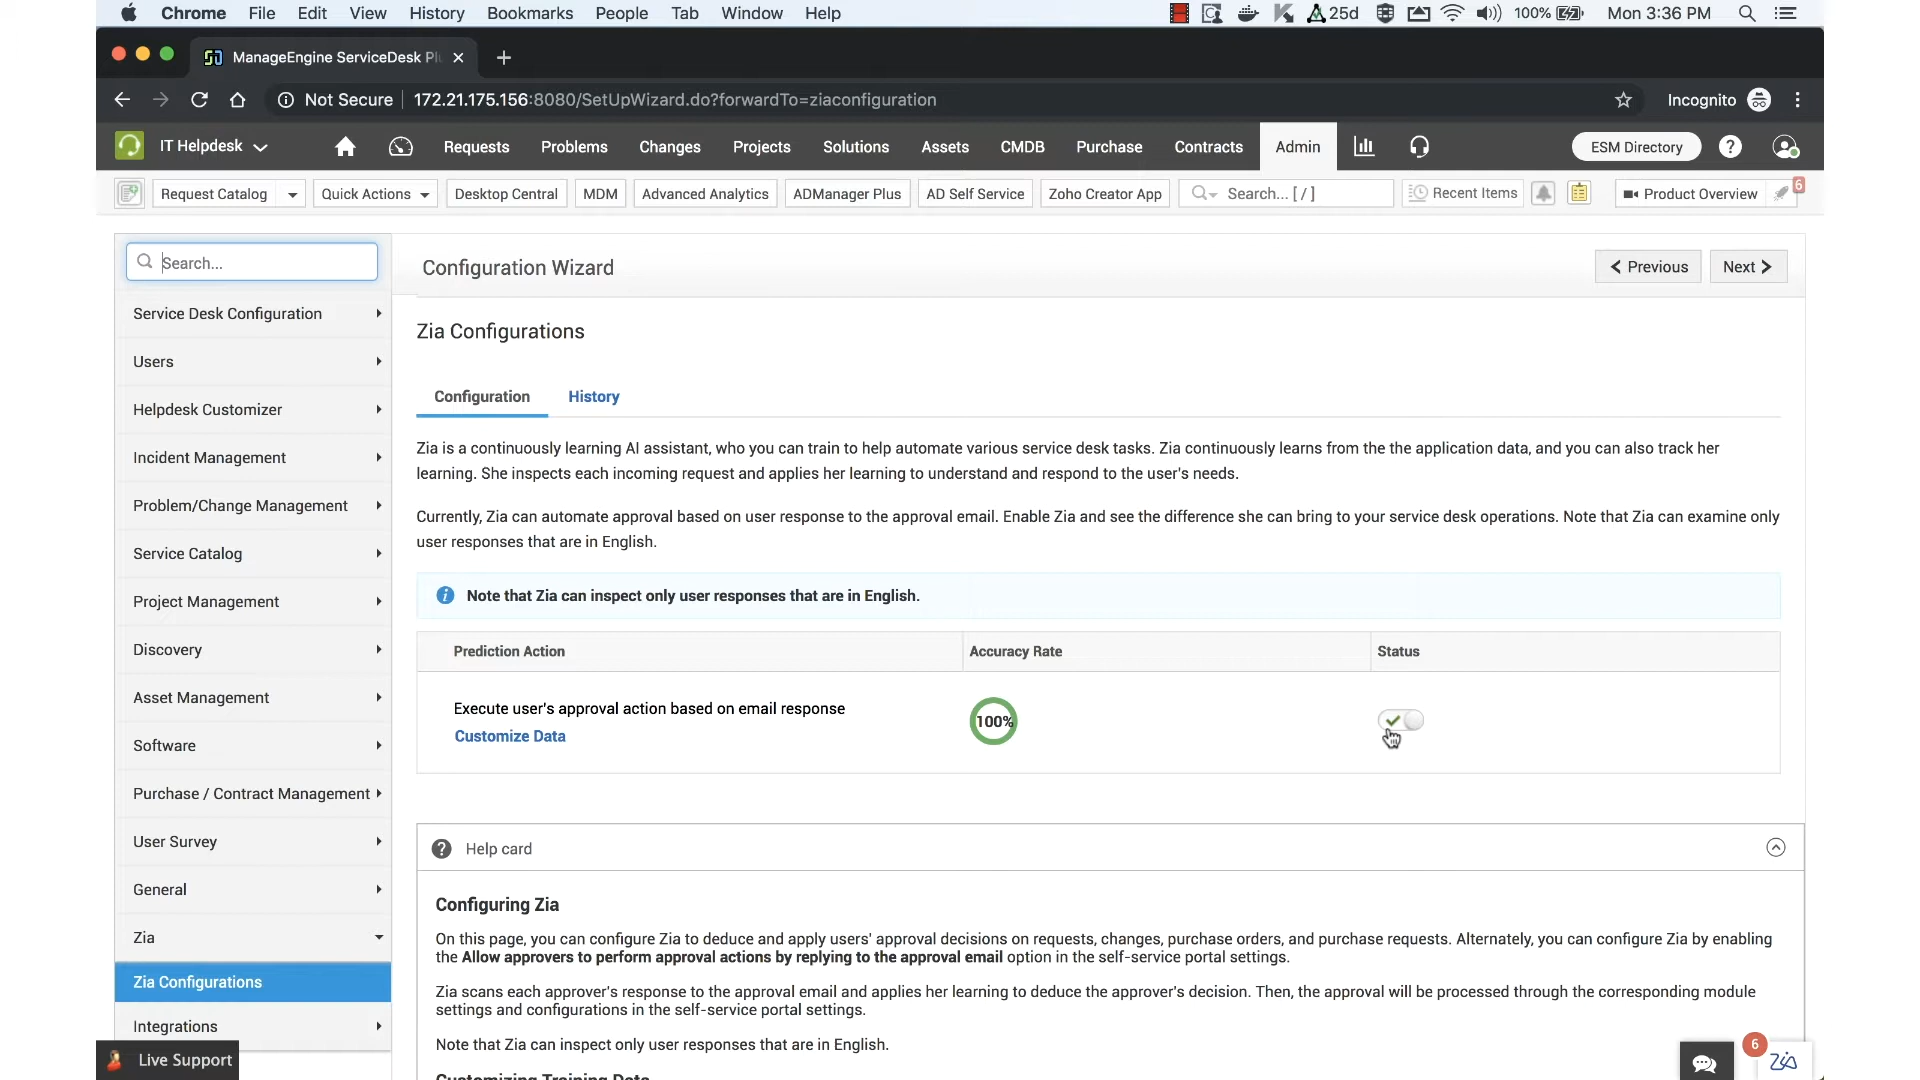 Chrome File Edit View History Bookmarks People Tab Window Help 25d 100% Mon 3:36 PM
ManageEngine ServiceDesk Pl
Not Secure 172.21.175.156:8080/SetUpWizard.do?forwardTo=ziaconfiguration Incognito
IT Helpdesk Requests Problems Changes Projects Solutions Assets CMDB Purchase Contracts Admin ESM Directory
Request Catalog Quick Actions Desktop Central MDM Advanced Analytics ADManager Plus AD Self Service Zoho Creator App Search... [ / ] Recent Items Product Overview 6
Search...
Service Desk Configuration
Users
Helpdesk Customizer
Incident Management
Problem/Change Management
Service Catalog
Project Management
Discovery
Asset Management
Software
Purchase / Contract Management
User Survey
General
Zia
Zia Configurations
Integrations
Live Support
Configuration Wizard
Previous Next
Zia Configurations
Configuration History
Zia is a continuously learning AI assistant, who you can train to help automate various service desk tasks. Zia continuously learns from the the application data, and you can also track her
learning. She inspects each incoming request and applies her learning to understand and respond to the user's needs.
Currently, Zia can automate approval based on user response to the approval email. Enable Zia and see the difference she can bring to your service desk operations. Note that Zia can examine only
user responses that are in English.
Note that Zia can inspect only user responses that are in English.
Prediction Action Accuracy Rate Status
Execute user's approval action based on email response 100%
Customize Data
Help card
Configuring Zia
On this page, you can configure Zia to deduce and apply users' approval decisions on requests, changes, purchase orders, and purchase requests. Alternately, you can configure Zia by enabling
the Allow approvers to perform approval actions by replying to the approval email option in the self-service portal settings.
Zia scans each approver's response to the approval email and applies her learning to deduce the approver's decision. Then, the approval will be processed through the corresponding module
settings and configurations in the self-service portal settings.
Note that Zia can inspect only user responses that are in English.
Customizing Training Data
6
ZIA